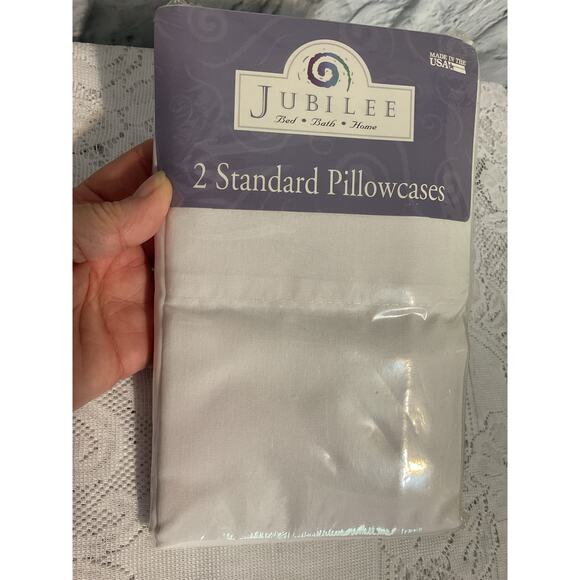 MADE IN THE
USA
JUBILEE
Bed • Bath • Home
2 Standard Pillowcases